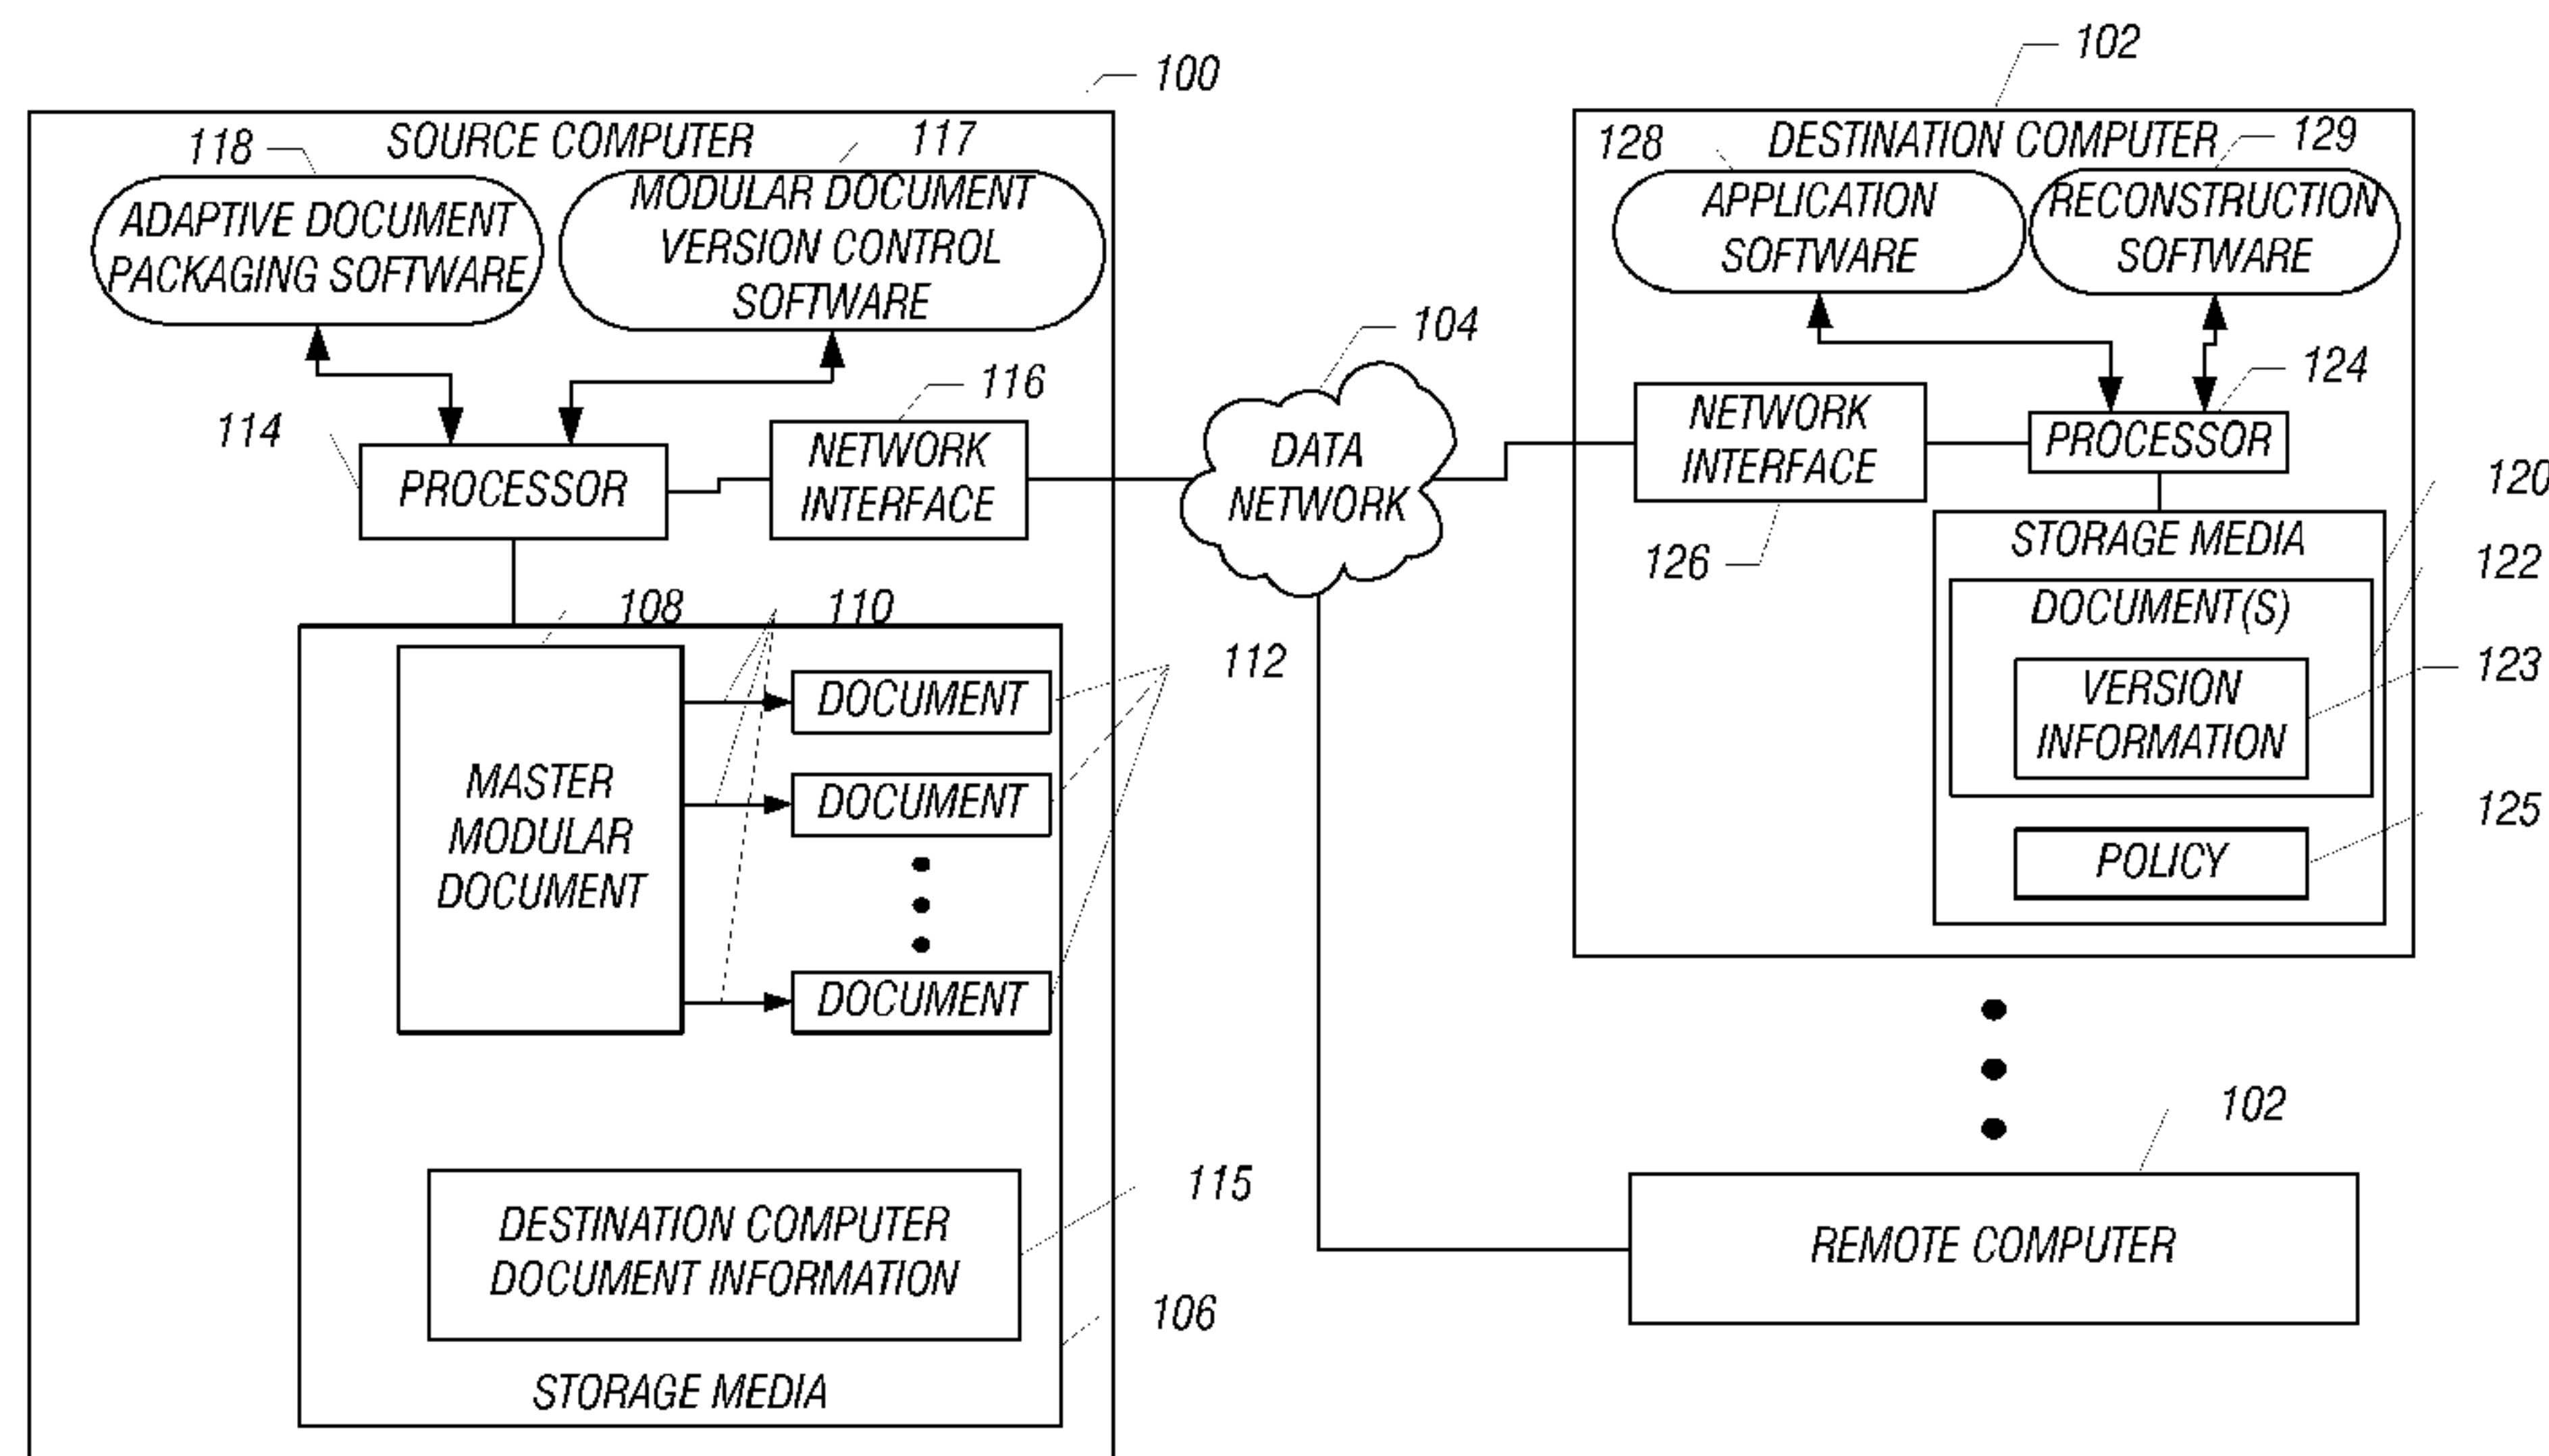 100
SOURCE COMPUTER
118
117
ADAPTIVE DOCUMENT
PACKAGING SOFTWARE
MODULAR DOCUMENT
VERSION CONTROL
SOFTWARE
114
116
PROCESSOR
NETWORK
INTERFACE
108
110
112
MASTER
MODULAR
DOCUMENT
DOCUMENT
DOCUMENT
DOCUMENT
115
DESTINATION COMPUTER
DOCUMENT INFORMATION
106
STORAGE MEDIA
104
DATA
NETWORK
102
DESTINATION COMPUTER
128
129
APPLICATION
SOFTWARE
RECONSTRUCTION
SOFTWARE
124
NETWORK
INTERFACE
126
PROCESSOR
120
STORAGE MEDIA
122
DOCUMENT(S)
123
VERSION
INFORMATION
125
POLICY
102
REMOTE COMPUTER